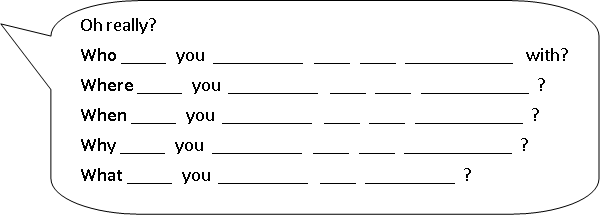 Oh really?
Who _____ you __________ ____ ____ ____________ with?
Where _____ you __________ ____ ____ ____________ ?
When _____ you __________ ____ ____ ____________ ?
Why _____ you __________ ____ ____ ____________ ?
What _____ you __________ ____ __________ ?